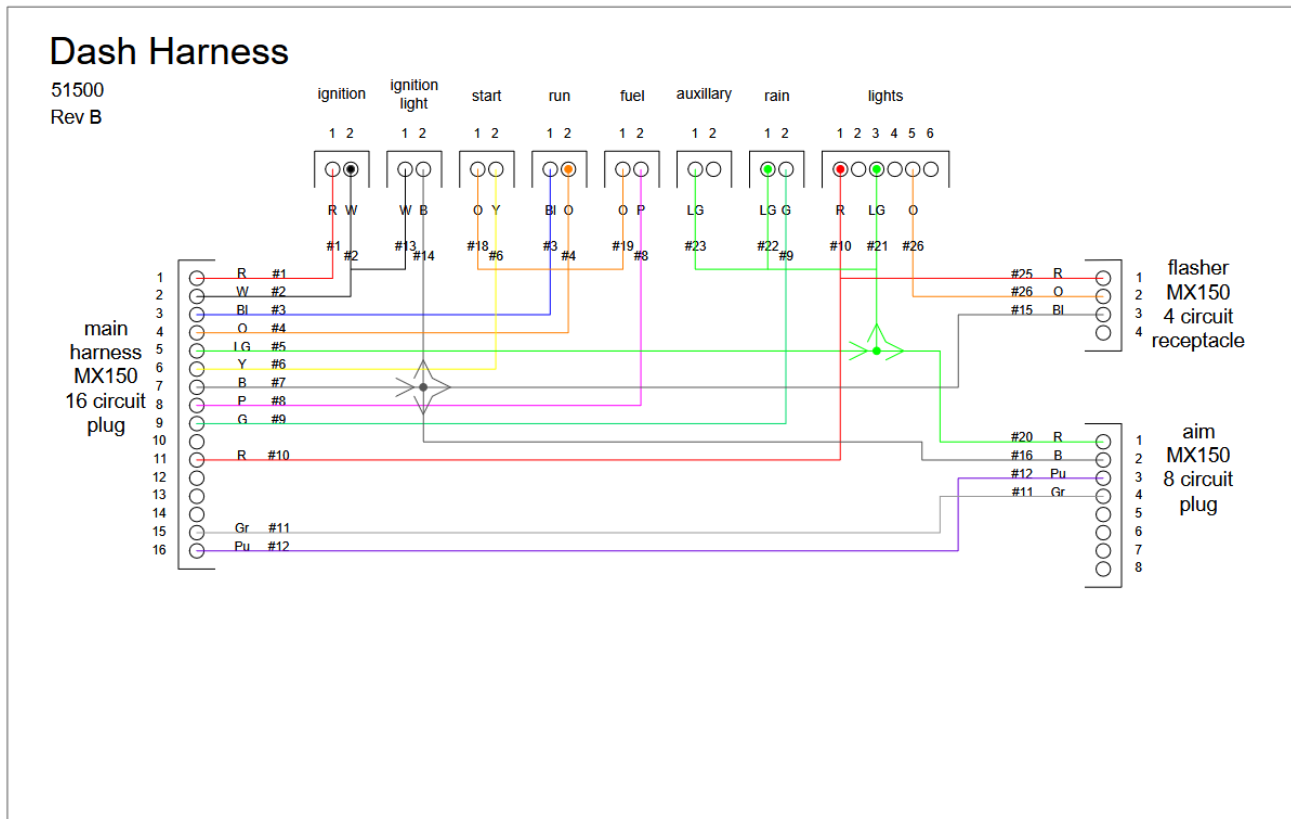 Dash Harness
51500
Rev B
ignition
ignition
light
start
run
fuel
auxillary
rain
lights
1 2
1 2
1 2
1 2
1 2
1 2
1 2
1 2 3 4 5 6
R W
W B
O Y
Bl O
O P
LG
LG G
R LG O
#1 #2
#13 #14
#18 #6
#3 #4
#19 #8
#23
#22 #9
#10 #21 #26
main
harness
MX150
16 circuit
plug
1 R #1
2 W #2
3 Bl #3
4 O #4
5 LG #5
6 Y #6
7 B #7
8 P #8
9 G #9
10
11 R #10
12
13
14
15 Gr #11
16 Pu #12
#25 R 1
#26 O 2
#15 Bl 3
4
flasher
MX150
4 circuit
receptacle
#20 R 1
#16 B 2
#12 Pu 3
#11 Gr 4
5
6
7
8
aim
MX150
8 circuit
plug